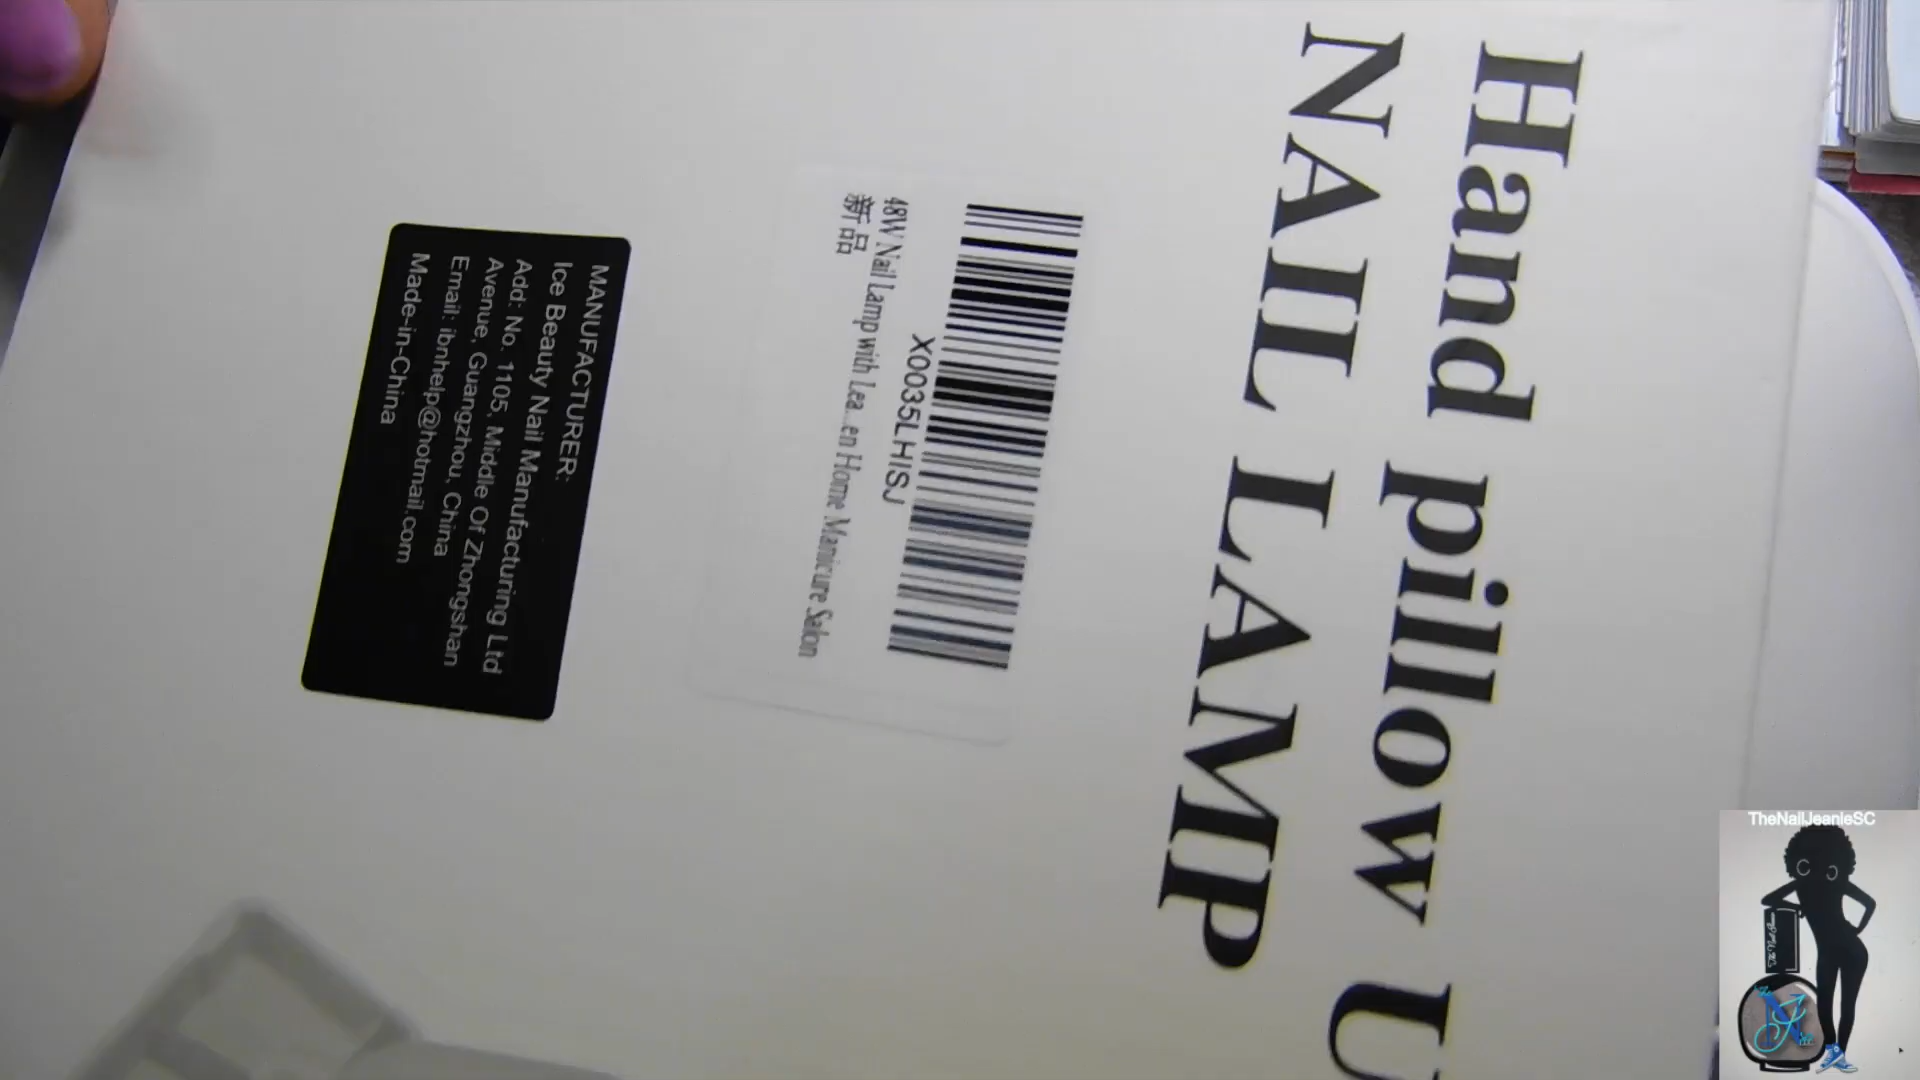 Hand pillow U
NAIL LAMP
X0035LHISJ
48W Nail Lamp with Lea...en Home Manicure Salon
新品
MANUFACTURER:
Ice Beauty Nail Manufacturing Ltd
Add: No. 1105, Middle Of Zhongshan
Avenue, Guangzhou, China
Email: ibnhelp@hotmail.com
Made-in-China
TheNailJeanieSC